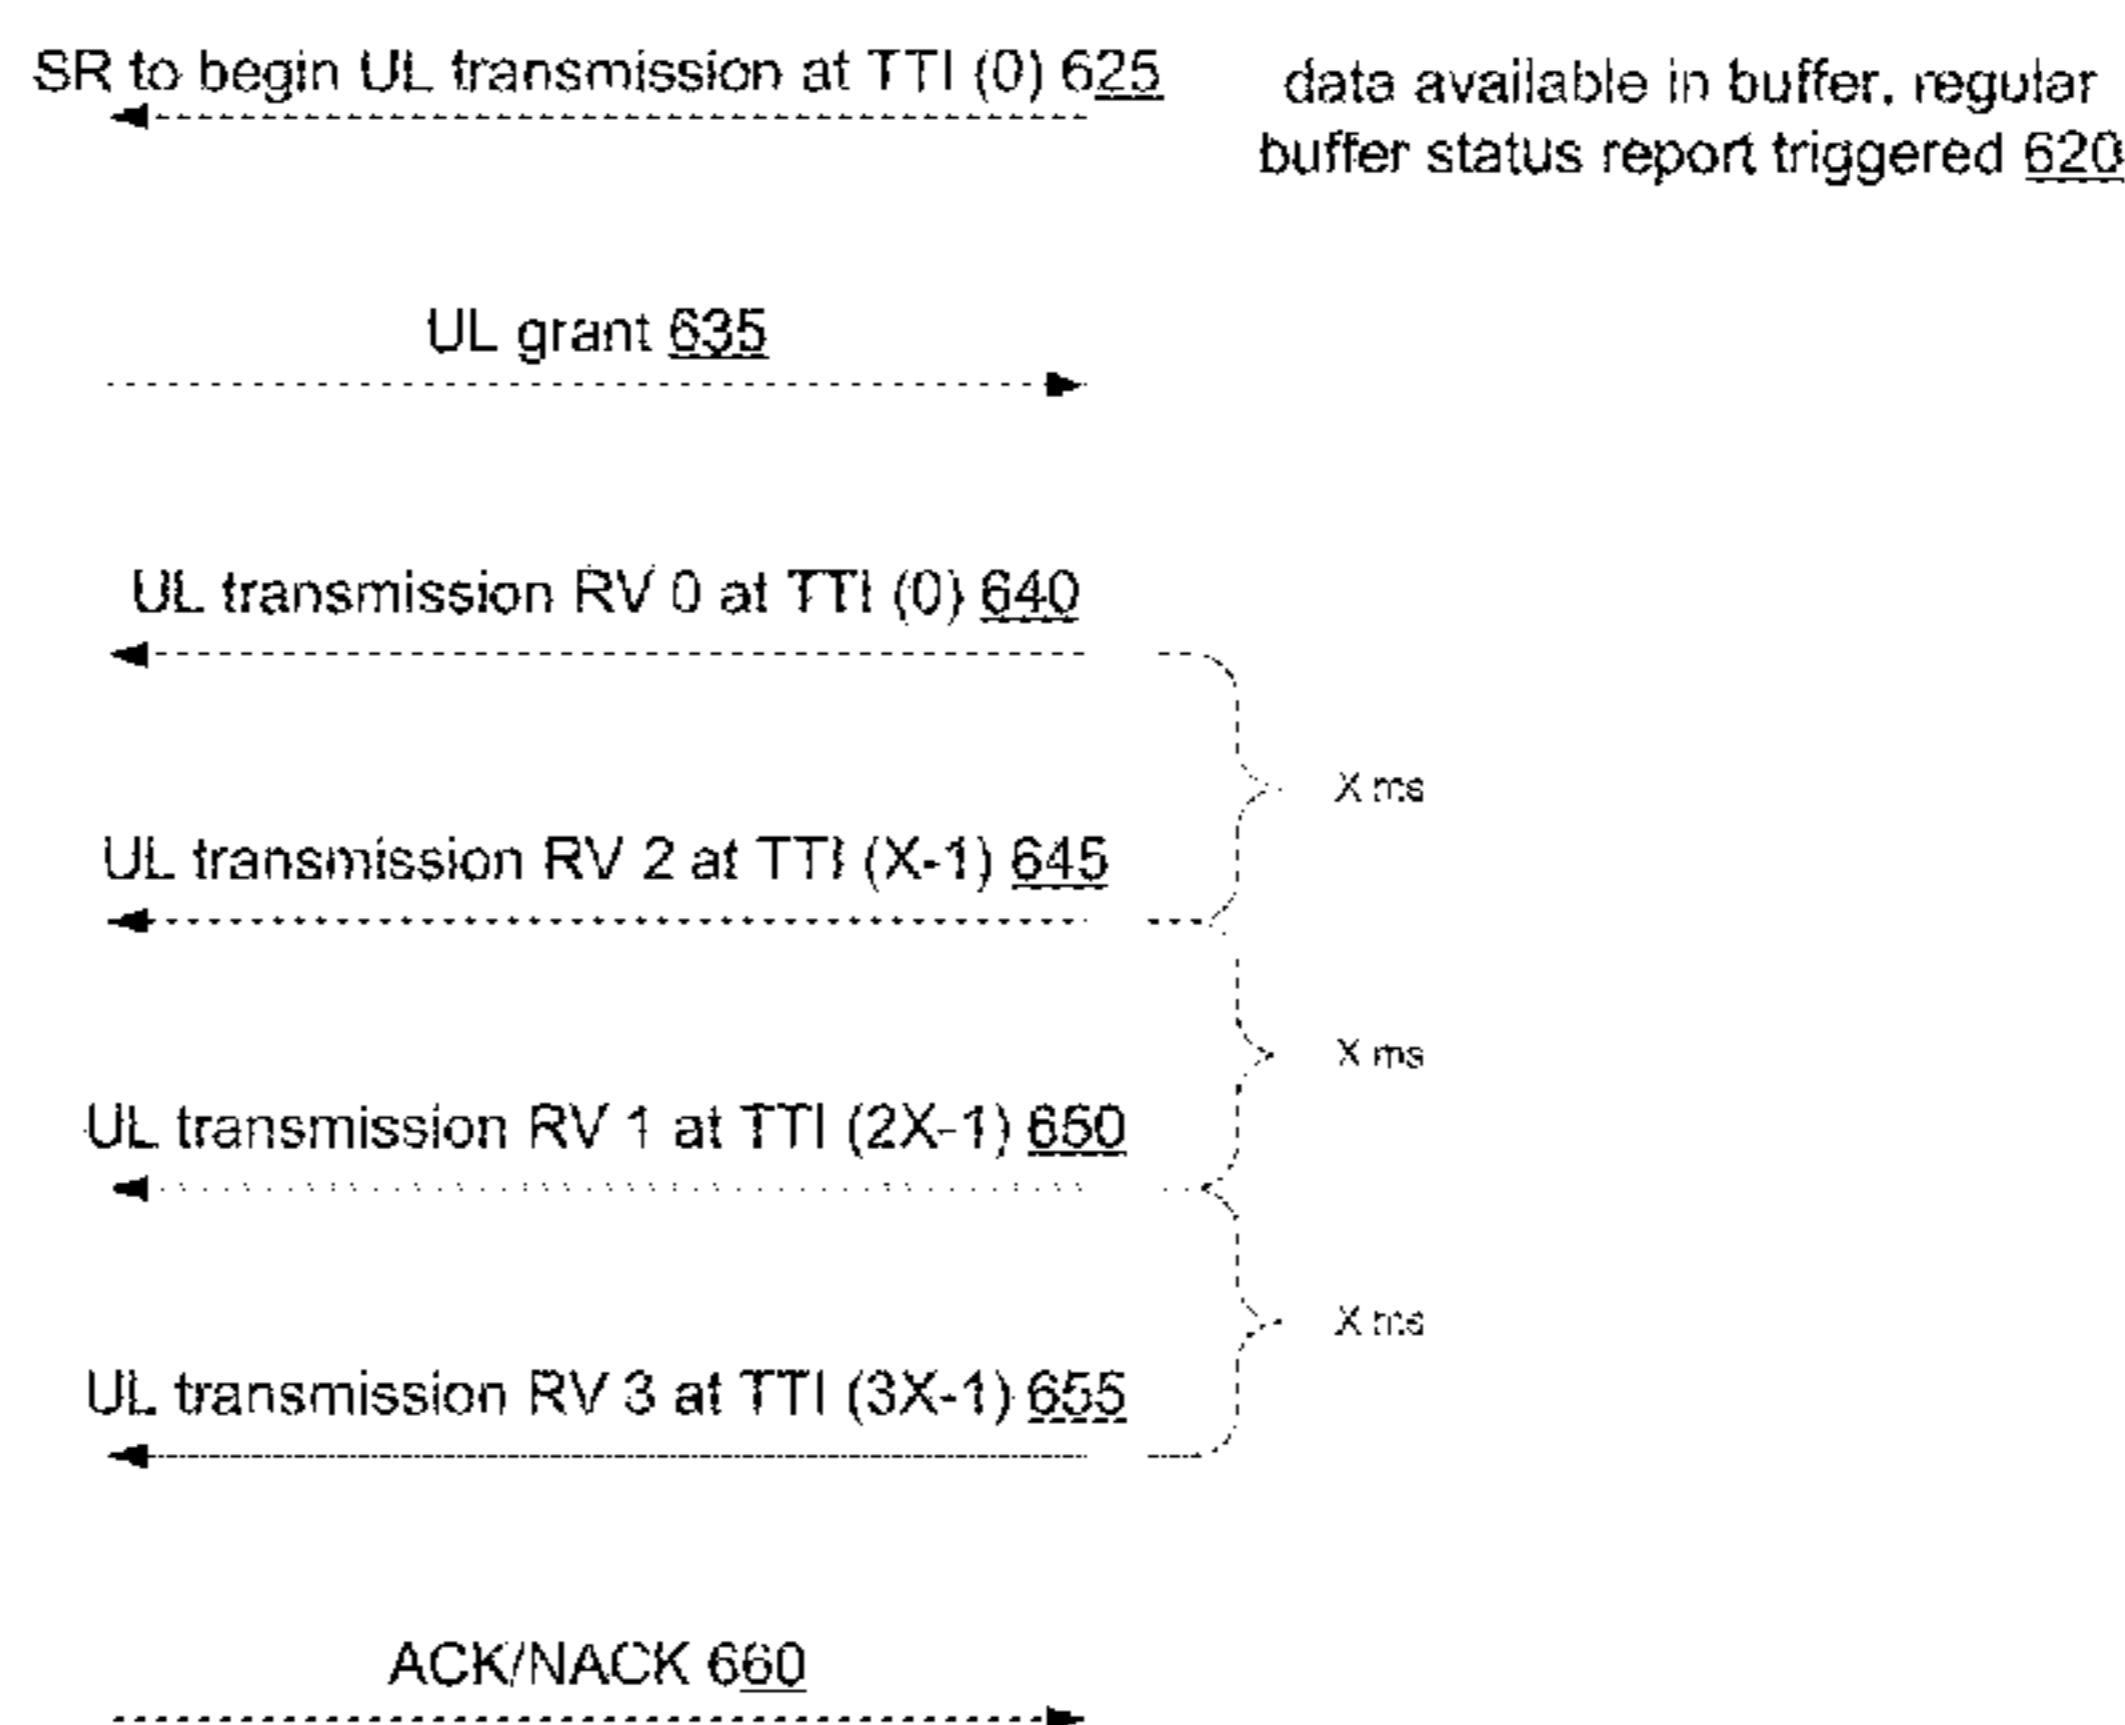 SR to begin UL transmission at TTI (0) 625
data available in buffer, regular
buffer status report triggered 620
UL grant 635
UL transmission RV 0 at TTI (0) 640
X ms
UL transmission RV 2 at TTI (X-1) 645
X ms
UL transmission RV 1 at TTI (2X-1) 650
X ms
UL transmission RV 3 at TTI (3X-1) 655
ACK/NACK 660